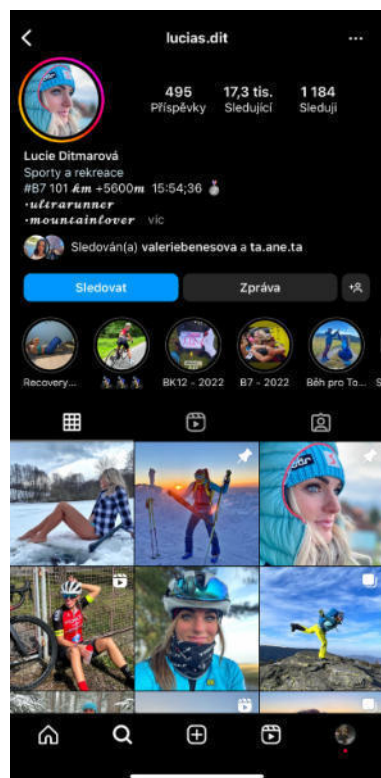 lucias.dit
495 17,3 tis. 1 184
Příspěvky Sledující Sleduji
Lucie Ditmarová
Sporty a rekreace
#B7 101 𝒌𝒎 +5600𝒎 15:54;36
•𝓾𝓵𝓽𝓻𝓪𝓻𝓾𝓷𝓷𝓮𝓻
•𝓶𝓸𝓾𝓷𝓽𝓪𝓲𝓷𝓵𝓸𝓿𝓮𝓻 víc
Sledován(a) valeriebenesova a ta.ane.ta
Sledovat Zpráva
Recovery... BK12 - 2022 B7 - 2022 Běh pro Ta... S